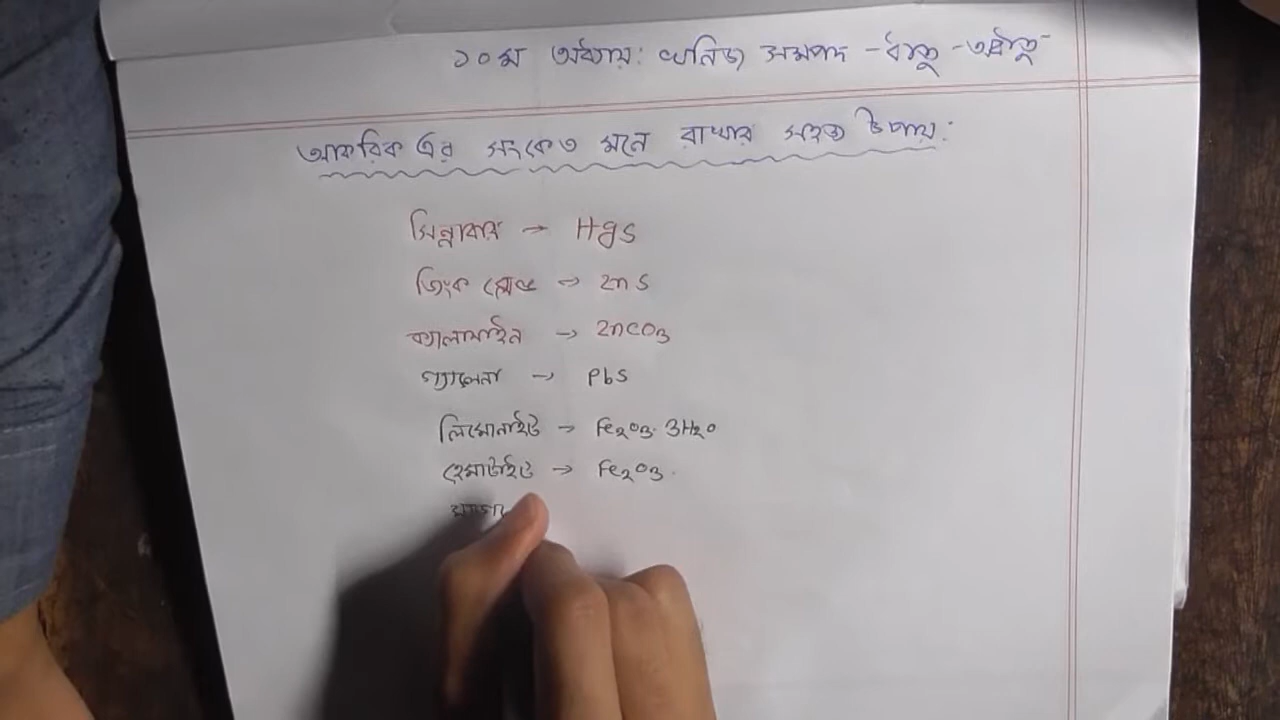 ১০ম অধ্যায়: খনিজ সম্পদ -ধাতু -অধাতু
আকরিক এর সংকেত মনে রাখার সহজ উপায়:
সিন্নাবার → HgS
জিংক ব্লেন্ড → ZnS
ক্যালামাইন → ZnCO₃
গ্যালেনা → PbS
লিমোনাইট → Fe₂O₃. 3H₂O
হেমাটাইট → Fe₂O₃.